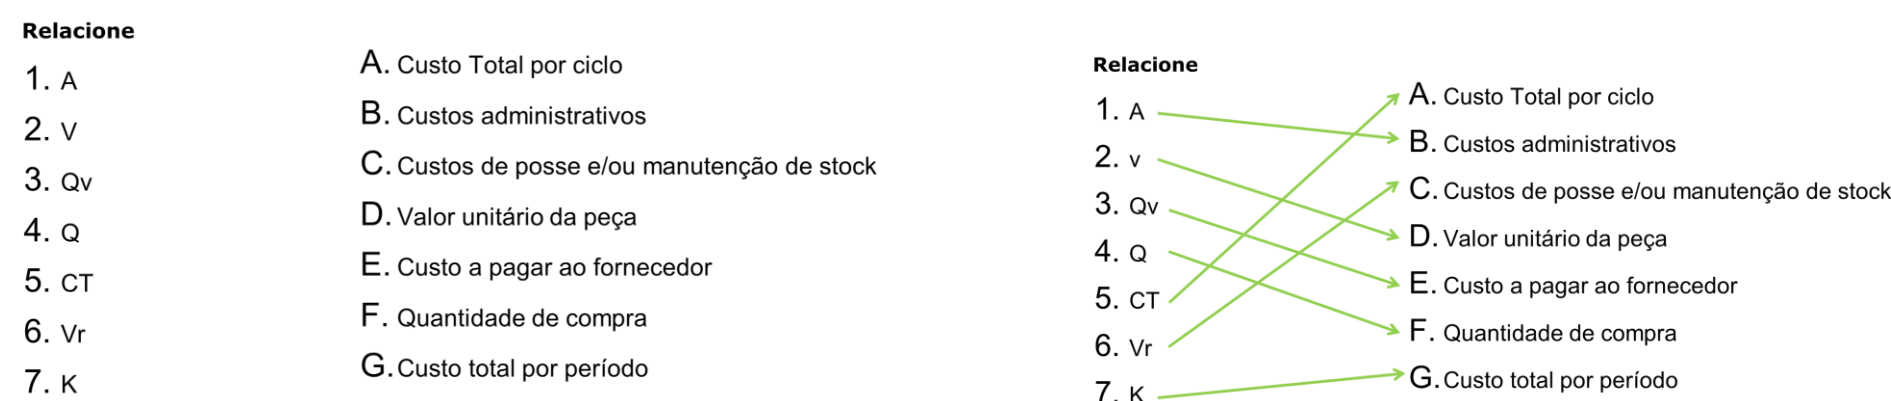 Relacione
1. A
2. V
3. Qv
4. Q
5. CT
6. Vr
7. K
A. Custo Total por ciclo
B. Custos administrativos
C. Custos de posse e/ou manutenção de stock
D. Valor unitário da peça
E. Custo a pagar ao fornecedor
F. Quantidade de compra
G. Custo total por período
Relacione
1. A
2. v
3. Qv
4. Q
5. CT
6. Vr
7. K
A. Custo Total por ciclo
B. Custos administrativos
C. Custos de posse e/ou manutenção de stock
D. Valor unitário da peça
E. Custo a pagar ao fornecedor
F. Quantidade de compra
G. Custo total por período